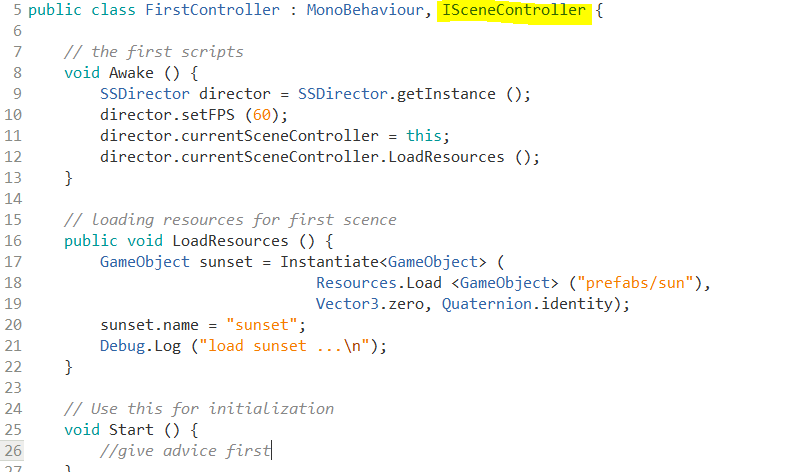 5 public class FirstController : MonoBehaviour, ISceneController {
6
7 // the first scripts
8 void Awake () {
9 SSDirector director = SSDirector.getInstance ();
10 director.setFPS (60);
11 director.currentSceneController = this;
12 director.currentSceneController.LoadResources ();
13 }
14
15 // loading resources for first scence
16 public void LoadResources () {
17 GameObject sunset = Instantiate<GameObject> (
18 Resources.Load <GameObject> ("prefabs/sun"),
19 Vector3.zero, Quaternion.identity);
20 sunset.name = "sunset";
21 Debug.Log ("load sunset ...\n");
22 }
23
24 // Use this for initialization
25 void Start () {
26 //give advice first
27 }